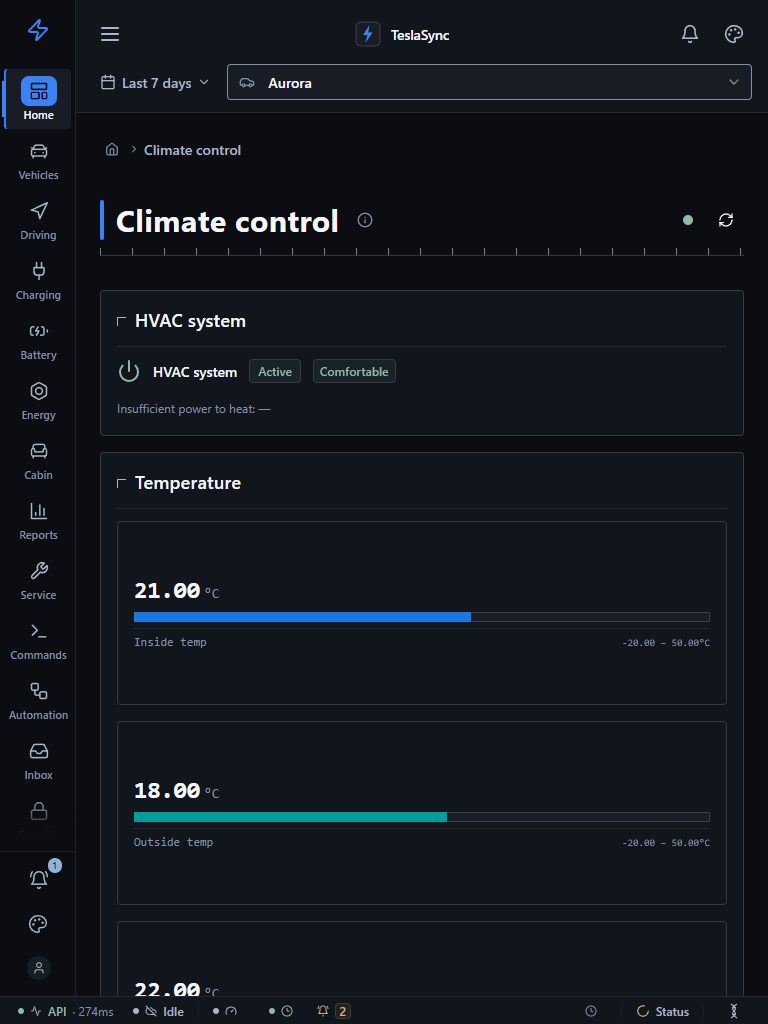 TeslaSync
Last 7 days
Aurora
Home
Vehicles
Driving
Charging
Battery
Energy
Cabin
Reports
Service
Commands
Automation
Inbox
1
Climate control
Climate control
HVAC system
HVAC system Active Comfortable
Insufficient power to heat: —
Temperature
21.00 °C
Inside temp -20.00 – 50.00°C
18.00 °C
Outside temp -20.00 – 50.00°C
22.00 °C
API · 274ms Idle 2 Status